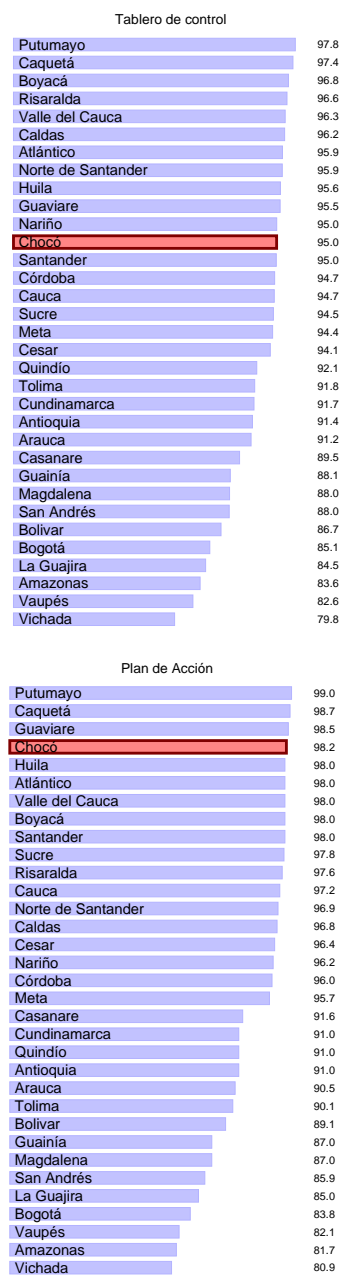 Tablero de control
Putumayo 97.8
Caquetá 97.4
Boyacá 96.8
Risaralda 96.6
Valle del Cauca 96.3
Caldas 96.2
Atlántico 95.9
Norte de Santander 95.9
Huila 95.6
Guaviare 95.5
Nariño 95.0
Chocó 95.0
Santander 95.0
Córdoba 94.7
Cauca 94.7
Sucre 94.5
Meta 94.4
Cesar 94.1
Quindío 92.1
Tolima 91.8
Cundinamarca 91.7
Antioquia 91.4
Arauca 91.2
Casanare 89.5
Guainía 88.1
Magdalena 88.0
San Andrés 88.0
Bolivar 86.7
Bogotá 85.1
La Guajira 84.5
Amazonas 83.6
Vaupés 82.6
Vichada 79.8
Plan de Acción
Putumayo 99.0
Caquetá 98.7
Guaviare 98.5
Chocó 98.2
Huila 98.0
Atlántico 98.0
Valle del Cauca 98.0
Boyacá 98.0
Santander 98.0
Sucre 97.8
Risaralda 97.6
Cauca 97.2
Norte de Santander 96.9
Caldas 96.8
Cesar 96.4
Nariño 96.2
Córdoba 96.0
Meta 95.7
Casanare 91.6
Cundinamarca 91.0
Quindío 91.0
Antioquia 91.0
Arauca 90.5
Tolima 90.1
Bolivar 89.1
Guainía 87.0
Magdalena 87.0
San Andrés 85.9
La Guajira 85.0
Bogotá 83.8
Vaupés 82.1
Amazonas 81.7
Vichada 80.9